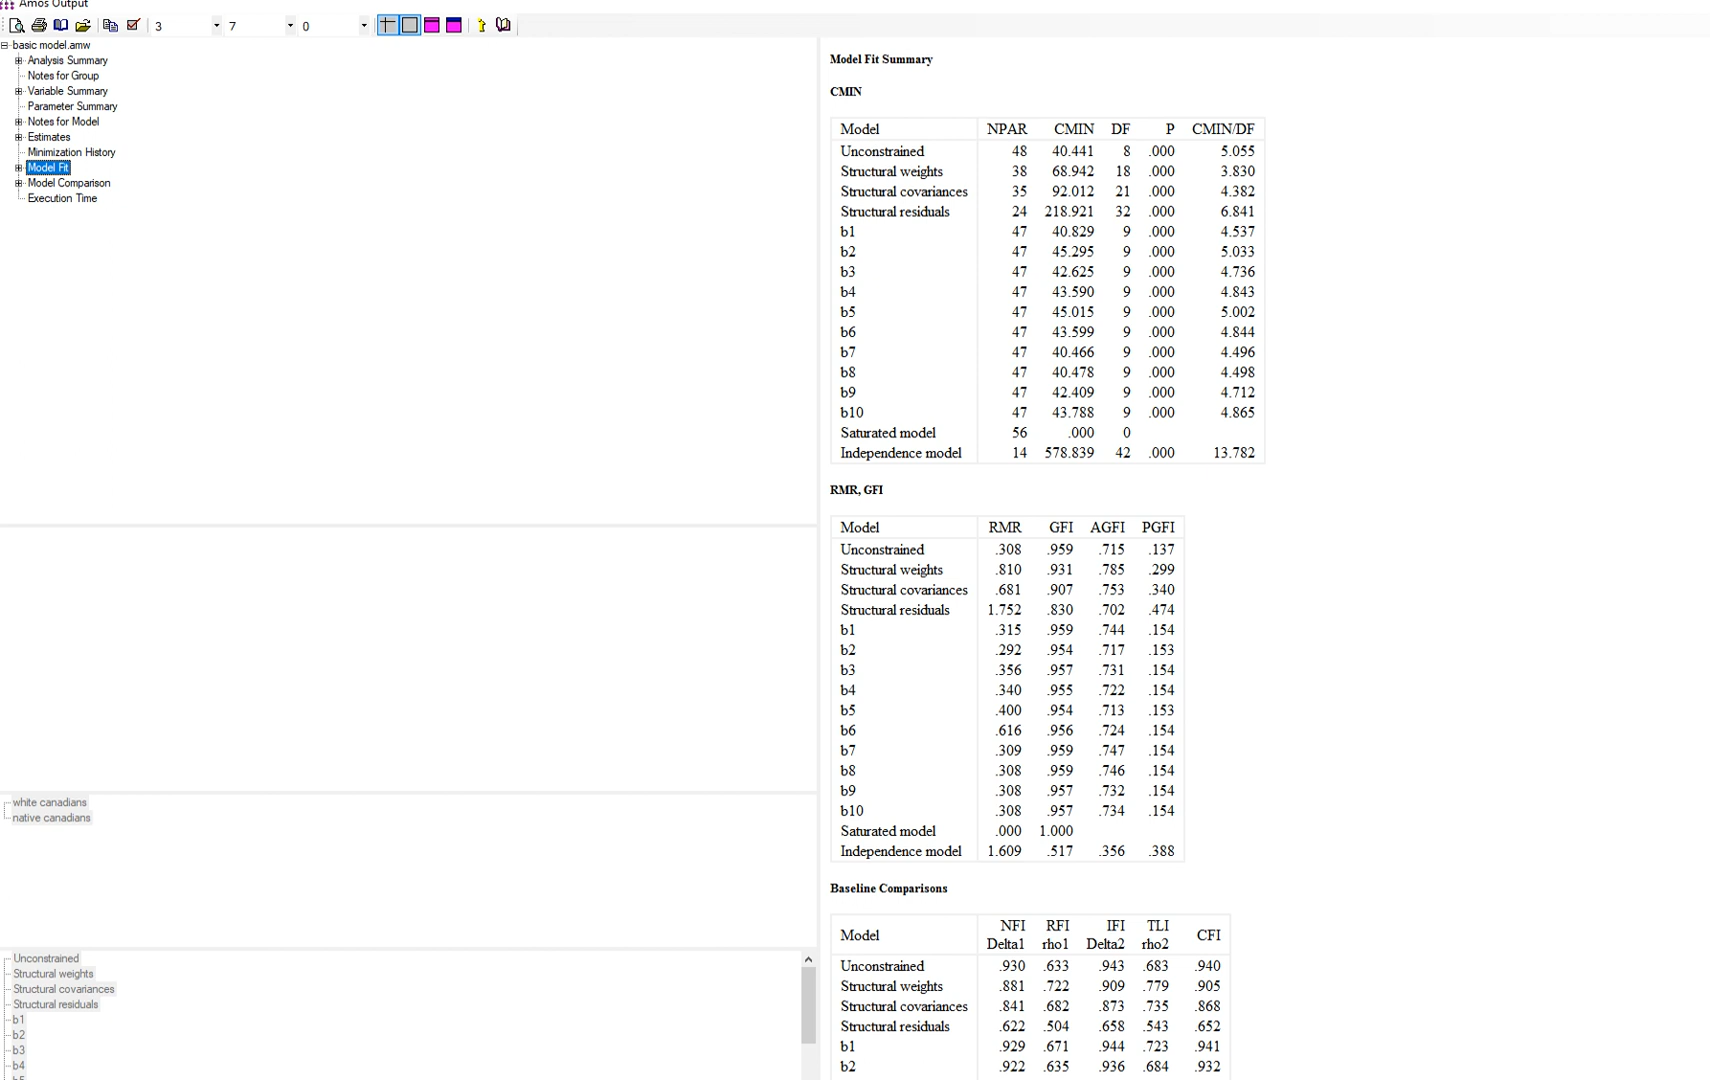 Amos Output
3 7 0
basic model.amw
Analysis Summary
Notes for Group
Variable Summary
Parameter Summary
Notes for Model
Estimates
Minimization History
Model Fit
Model Comparison
Execution Time
white canadians
native canadians
Unconstrained
Structural weights
Structural covariances
Structural residuals
b1
b2
b3
b4
b5
Model Fit Summary
CMIN
Model NPAR CMIN DF P CMIN/DF
Unconstrained 48 40.441 8 .000 5.055
Structural weights 38 68.942 18 .000 3.830
Structural covariances 35 92.012 21 .000 4.382
Structural residuals 24 218.921 32 .000 6.841
b1 47 40.829 9 .000 4.537
b2 47 45.295 9 .000 5.033
b3 47 42.625 9 .000 4.736
b4 47 43.590 9 .000 4.843
b5 47 45.015 9 .000 5.002
b6 47 43.599 9 .000 4.844
b7 47 40.466 9 .000 4.496
b8 47 40.478 9 .000 4.498
b9 47 42.409 9 .000 4.712
b10 47 43.788 9 .000 4.865
Saturated model 56 .000 0
Independence model 14 578.839 42 .000 13.782
RMR, GFI
Model RMR GFI AGFI PGFI
Unconstrained .308 .959 .715 .137
Structural weights .810 .931 .785 .299
Structural covariances .681 .907 .753 .340
Structural residuals 1.752 .830 .702 .474
b1 .315 .959 .744 .154
b2 .292 .954 .717 .153
b3 .356 .957 .731 .154
b4 .340 .955 .722 .154
b5 .400 .954 .713 .153
b6 .616 .956 .724 .154
b7 .309 .959 .747 .154
b8 .308 .959 .746 .154
b9 .308 .957 .732 .154
b10 .308 .957 .734 .154
Saturated model .000 1.000
Independence model 1.609 .517 .356 .388
Baseline Comparisons
Model NFI Delta1 RFI rho1 IFI Delta2 TLI rho2 CFI
Unconstrained .930 .633 .943 .683 .940
Structural weights .881 .722 .909 .779 .905
Structural covariances .841 .682 .873 .735 .868
Structural residuals .622 .504 .658 .543 .652
b1 .929 .671 .944 .723 .941
b2 .922 .635 .936 .684 .932